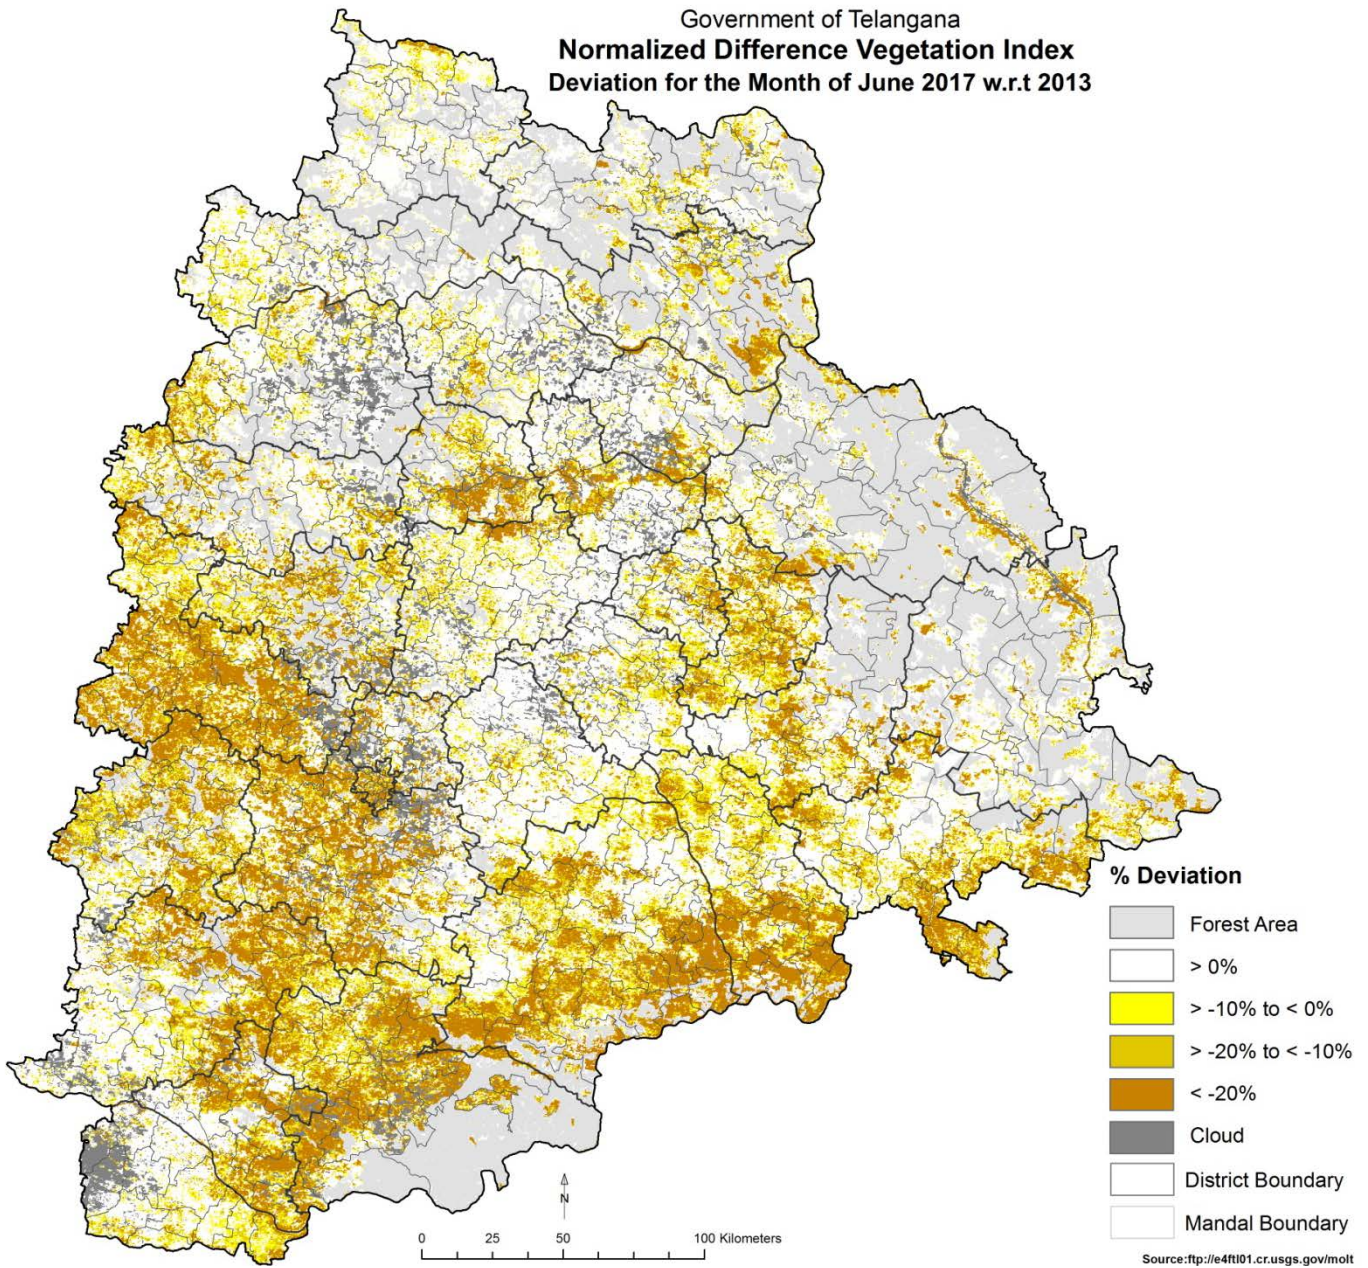 Government of Telangana
Normalized Difference Vegetation Index
Deviation for the Month of June 2017 w.r.t 2013
% Deviation
Forest Area
> 0%
> -10% to < 0%
> -20% to < -10%
< -20%
Cloud
District Boundary
Mandal Boundary
N
0 25 50 100 Kilometers
Source:ftp://e4ftl01.cr.usgs.gov/molt